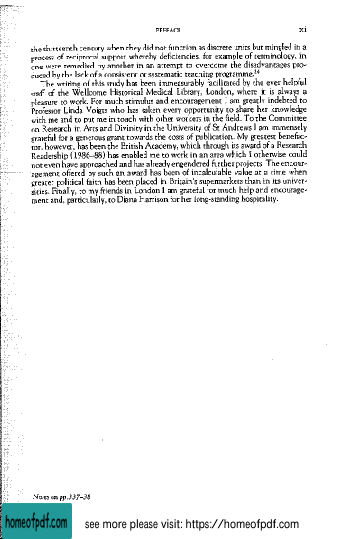 PREFACE xi
the thirteenth century when they did not function as discrete units but mingled in a
process of reciprocal support whereby deficiencies, for example of terminology, in
one were remedied by another in an attempt to overcome the disadvantages pro-
duced by the lack of a consistent or systematic teaching programme.
The writing of this study has been immeasurably facilitated by the ever helpful
staff of the Wellcome Historical Medical Library, London, where it is always a
pleasure to work. For much stimulus and encouragement I am greatly indebted to
Professor Linda Voigts who has taken every opportunity to share her knowledge
with me and to put me in touch with other workers in the field. To the Committee
on Research in Arts and Divinity in the University of St Andrews I am immensely
grateful for a generous grant towards the costs of publication. My greatest benefac-
tor, however, has been the British Academy, which through its award of a Research
Readership (1986–88) has enabled me to work in an area which I otherwise could
not even have approached and has already engendered further projects. The encour-
agement offered by such an award has been of incalculable value at a time when
greater political faith has been placed in Britain's supermarkets than in its univer-
sities. Finally, to my friends in London I am grateful for much help and encourage-
ment and, particularly, to Diana Harrison for her long-standing hospitality.
Notes on pp. 337–38
homeofpdf.com see more please visit: https://homeofpdf.com